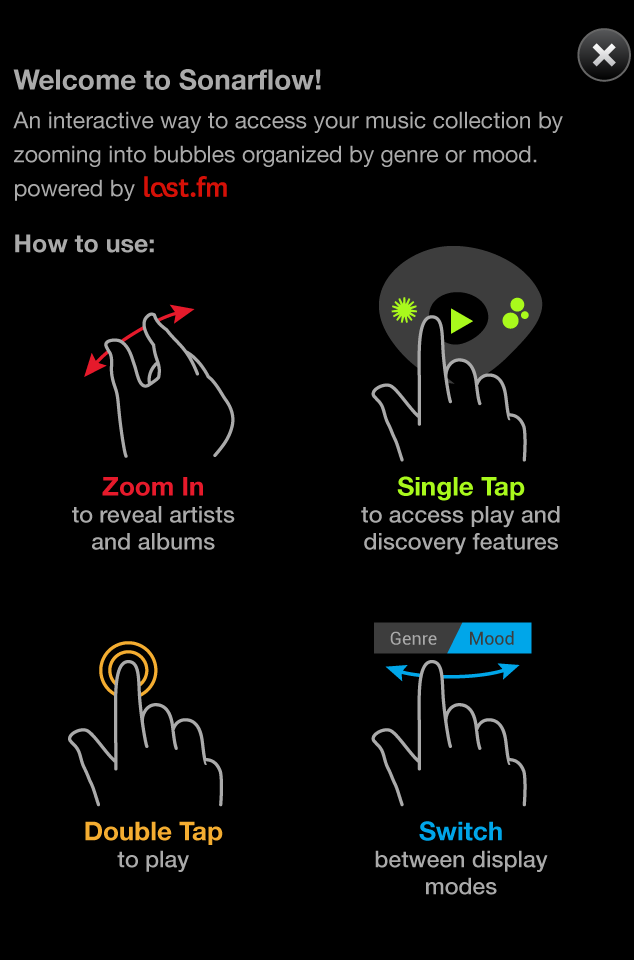 Welcome to Sonarflow!
An interactive way to access your music collection by
zooming into bubbles organized by genre or mood.
powered by last.fm
How to use:
Zoom In
to reveal artists
and albums
Single Tap
to access play and
discovery features
Double Tap
to play
Genre Mood
Switch
between display
modes